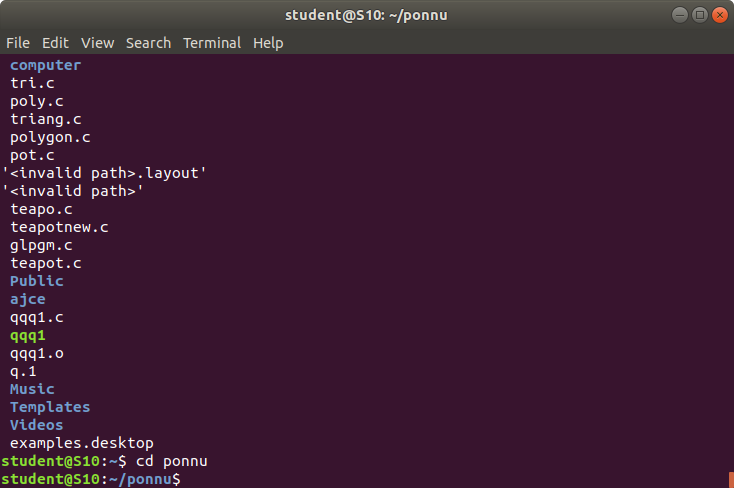 student@S10: ~/ponnu
File Edit View Search Terminal Help
computer
tri.c
poly.c
triang.c
polygon.c
pot.c
'<invalid path>.layout'
'<invalid path>'
teapo.c
teapotnew.c
glpgm.c
teapot.c
Public
ajce
qqq1.c
qqq1
qqq1.o
q.1
Music
Templates
Videos
examples.desktop
student@S10:~$ cd ponnu
student@S10:~/ponnu$